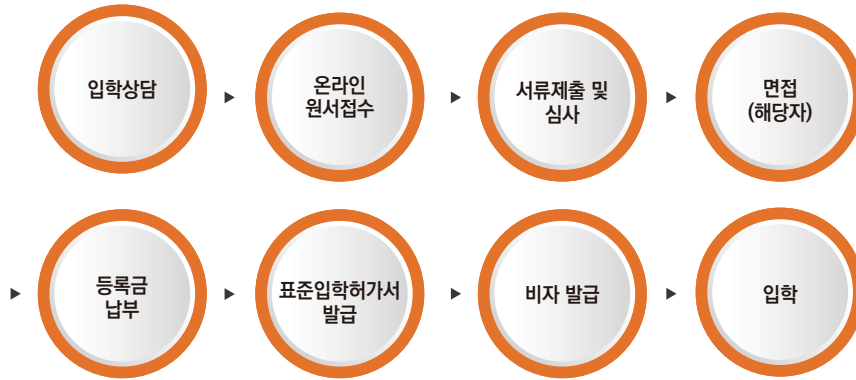 입학상담
온라인
원서접수
서류제출 및
심사
면접
(해당자)
등록금
납부
표준입학허가서
발급
비자 발급
입학